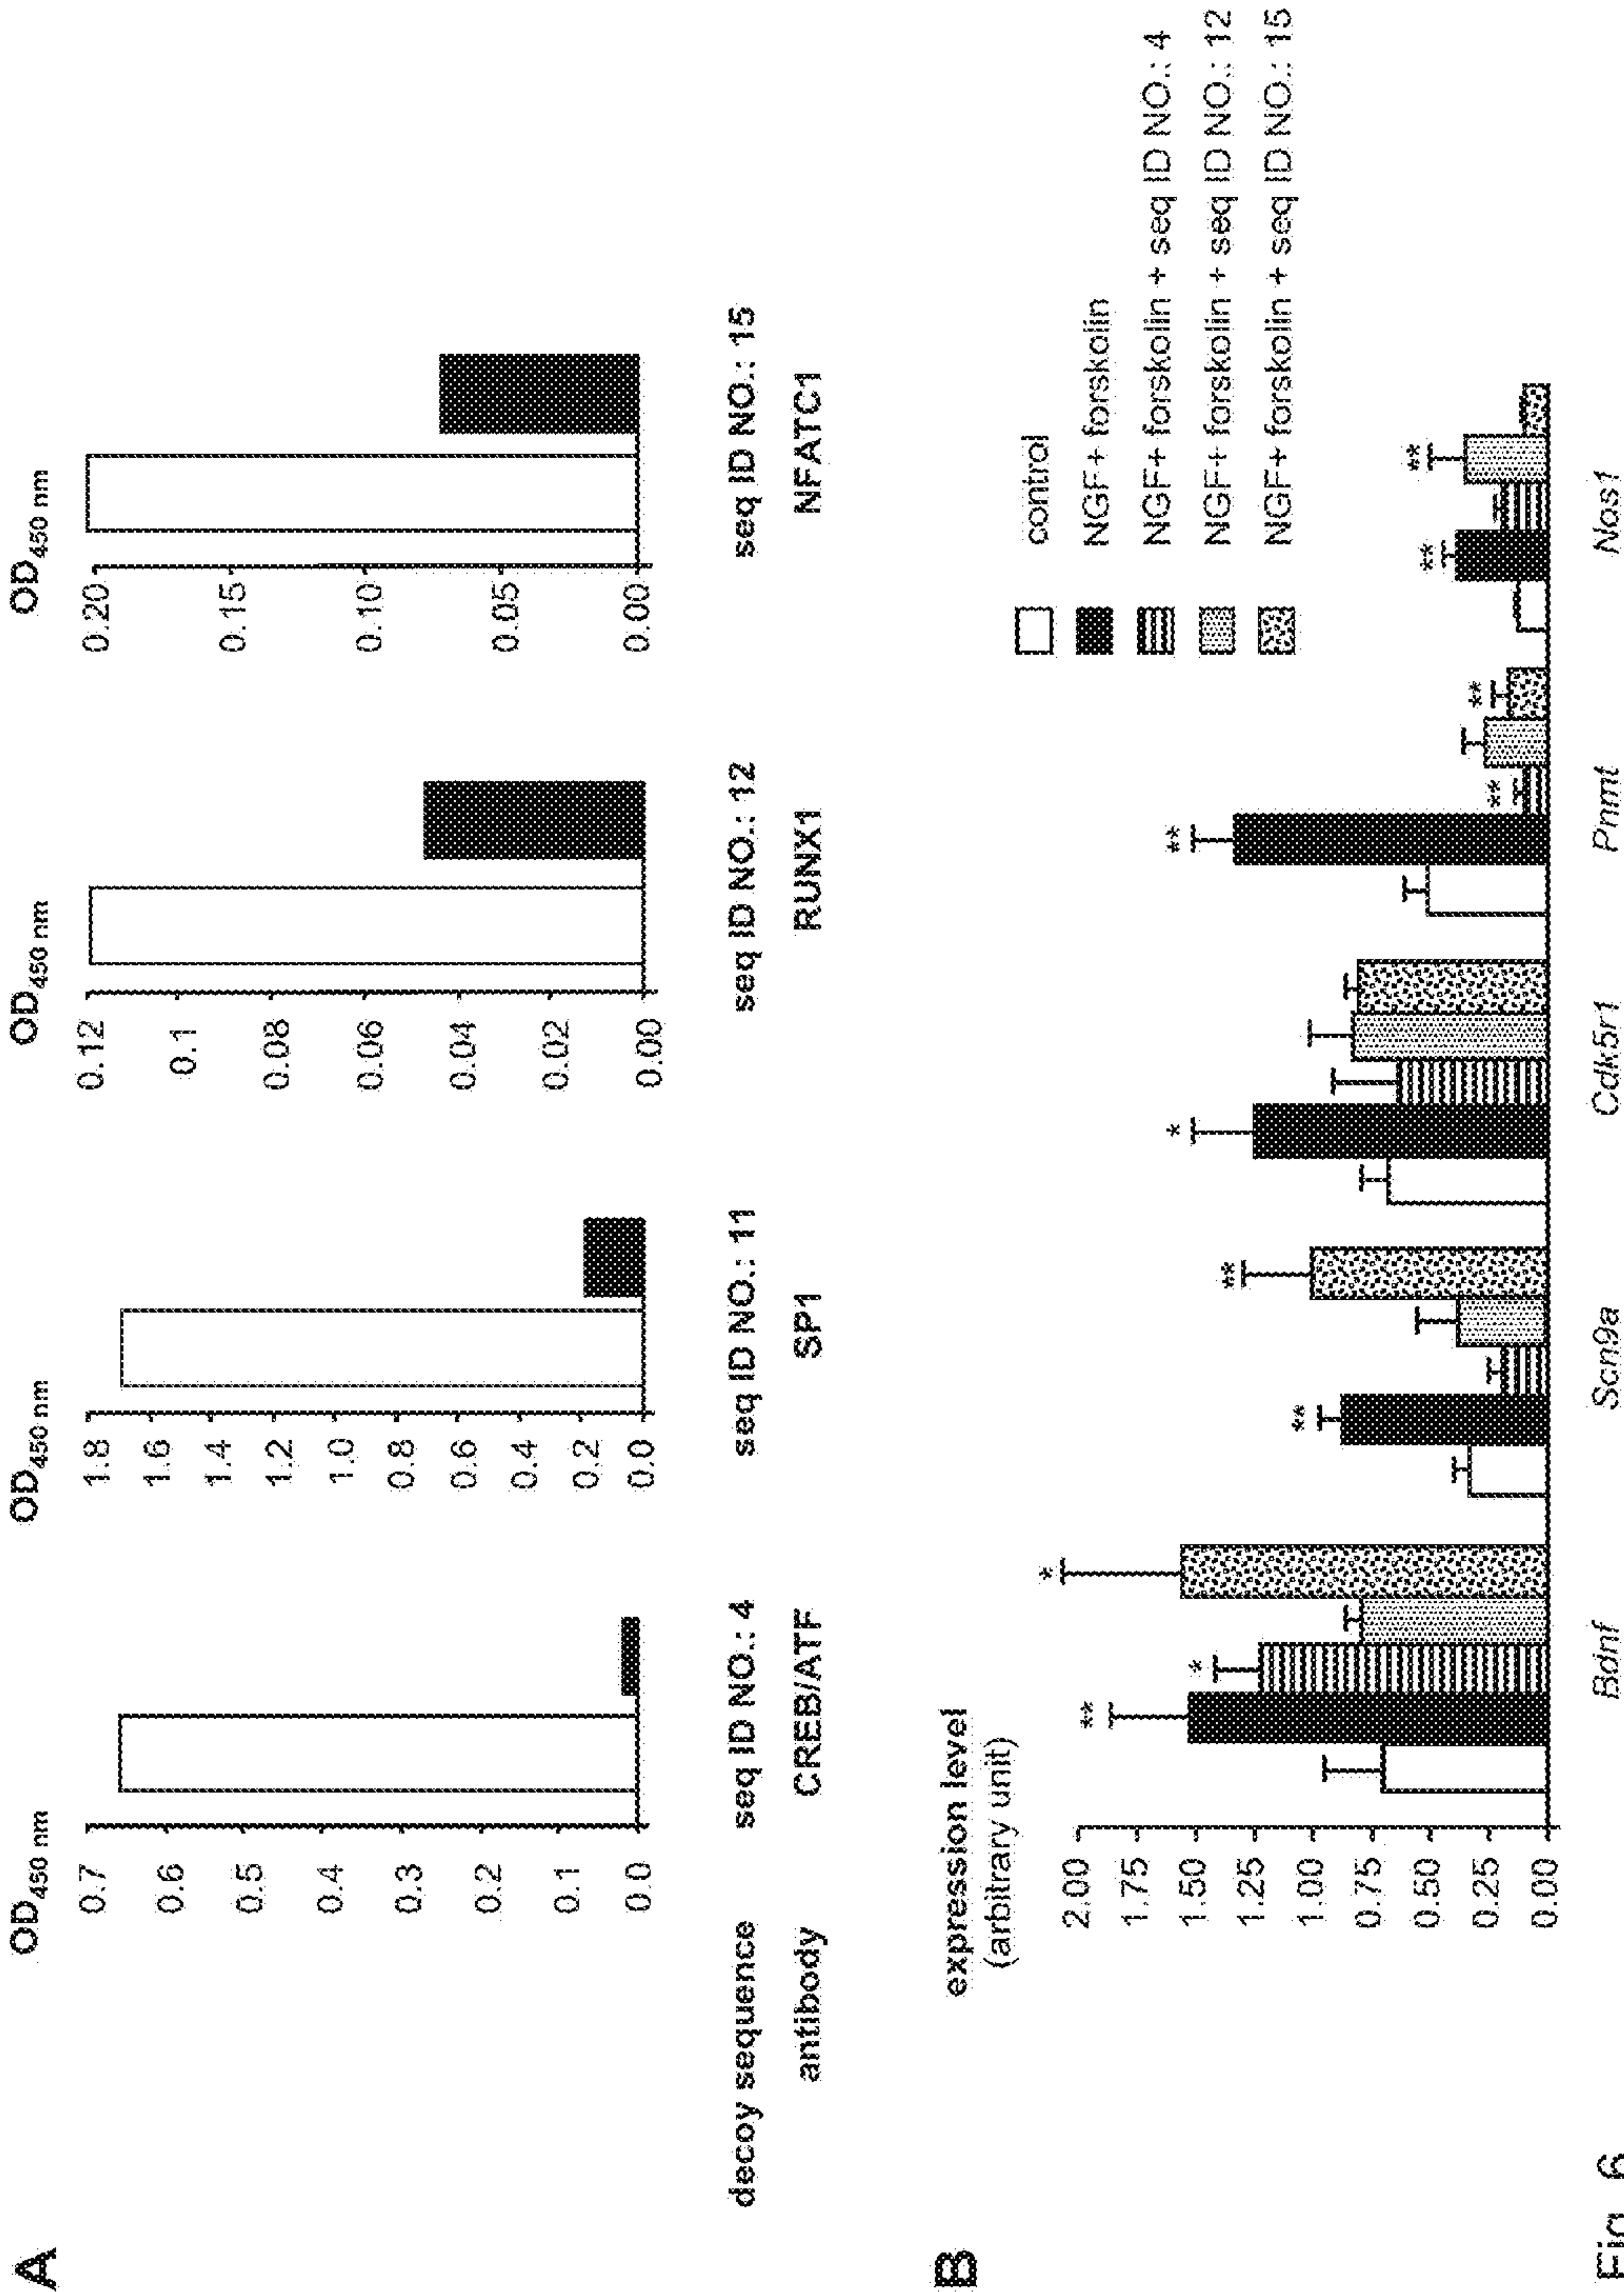 A
OD450 nm
0.7
0.6
0.5
0.4
0.3
0.2
0.1
0.0
OD450 nm
1.8
1.6
1.4
1.2
1.0
0.8
0.6
0.4
0.2
0.0
OD450 nm
0.12
0.1
0.08
0.06
0.04
0.02
0.00
OD450 nm
0.20
0.15
0.10
0.05
0.00
decoy sequence seq ID NO.: 4 seq ID NO.: 11 seq ID NO.: 12 seq ID NO.: 15
antibody CREB/ATF SP1 RUNX1 NFATC1
B
expression level
(arbitrary unit)
2.00
1.75
1.50
1.25
1.00
0.75
0.50
0.25
0.00
control
NGF+ forskolin
NGF+ forskolin + seq ID NO.: 4
NGF+ forskolin + seq ID NO.: 12
NGF+ forskolin + seq ID NO.: 15
** * *
** **
*
** ** **
** **
Bdnf Scn9a Cdk5r1 Pnmt Nos1
Fig. 6